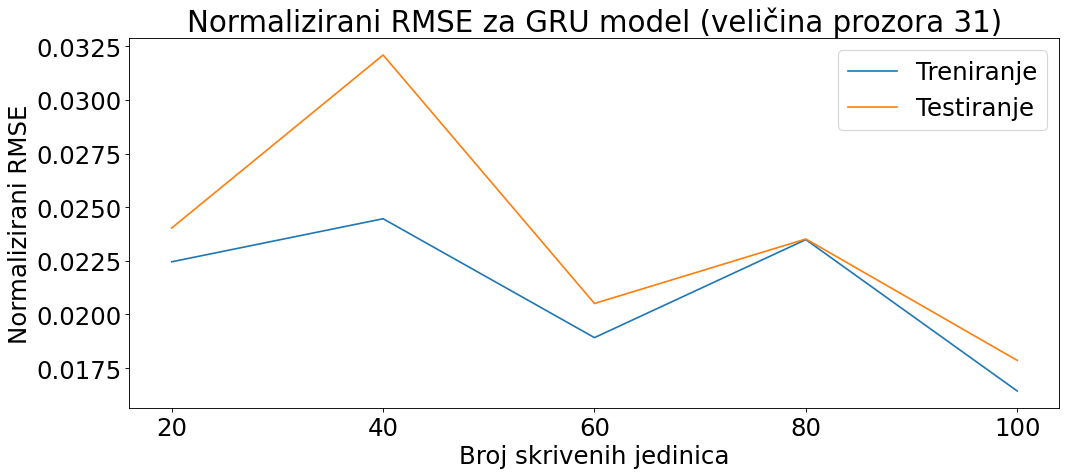 Normalizirani RMSE za GRU model (veličina prozora 31)
Normalizirani RMSE
0.0325
0.0300
0.0275
0.0250
0.0225
0.0200
0.0175
Treniranje
Testiranje
20 40 60 80 100
Broj skrivenih jedinica